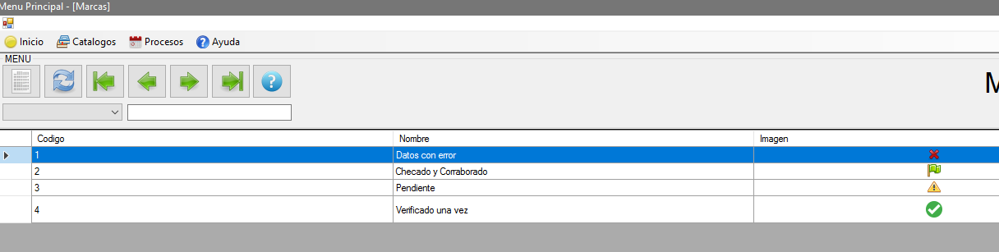 Menu Principal - [Marcas]
Inicio Catalogos Procesos Ayuda
MENU
Codigo Nombre Imagen
1 Datos con error
2 Checado y Corraborado
3 Pendiente
4 Verificado una vez